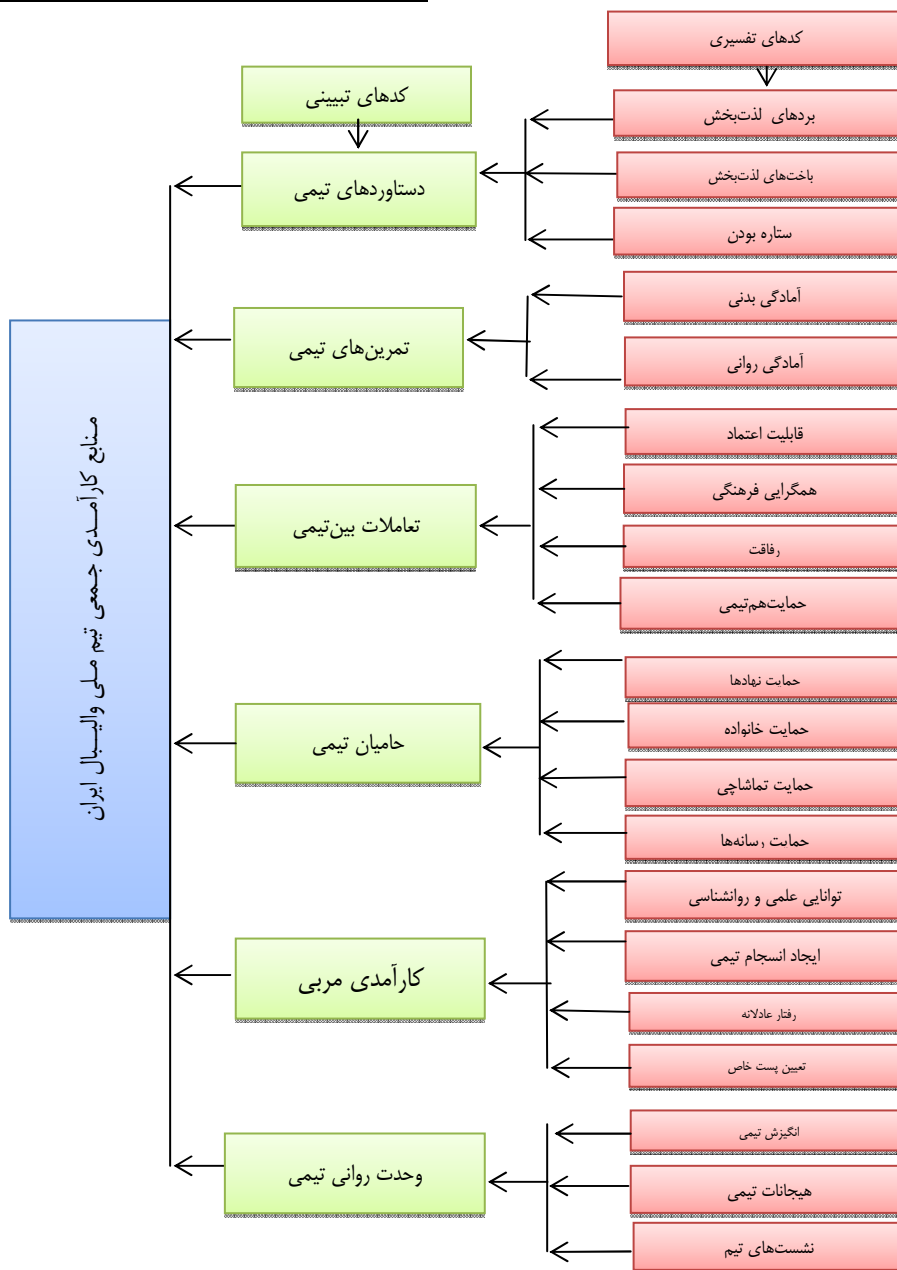 کدهای تفسیری
کدهای تبیینی
بردهای لذت‌بخش
باخت‌های لذت‌بخش
ستاره بودن
دستاوردهای تیمی
آمادگی بدنی
آمادگی روانی
تمرین‌های تیمی
قابلیت اعتماد
همگرایی فرهنگی
رفاقت
حمایت‌هم‌تیمی
تعاملات بین‌تیمی
حمایت نهادها
حمایت خانواده
حمایت تماشاچی
حمایت رسانه‌ها
حامیان تیمی
توانایی علمی و روانشناسی
ایجاد انسجام تیمی
رفتار عادلانه
تعیین پست خاص
کارآمدی مربی
انگیزش تیمی
هیجانات تیمی
نشست‌های تیم
وحدت روانی تیمی
منابع کارآمدی جمعی تیم ملی والیبال ایران